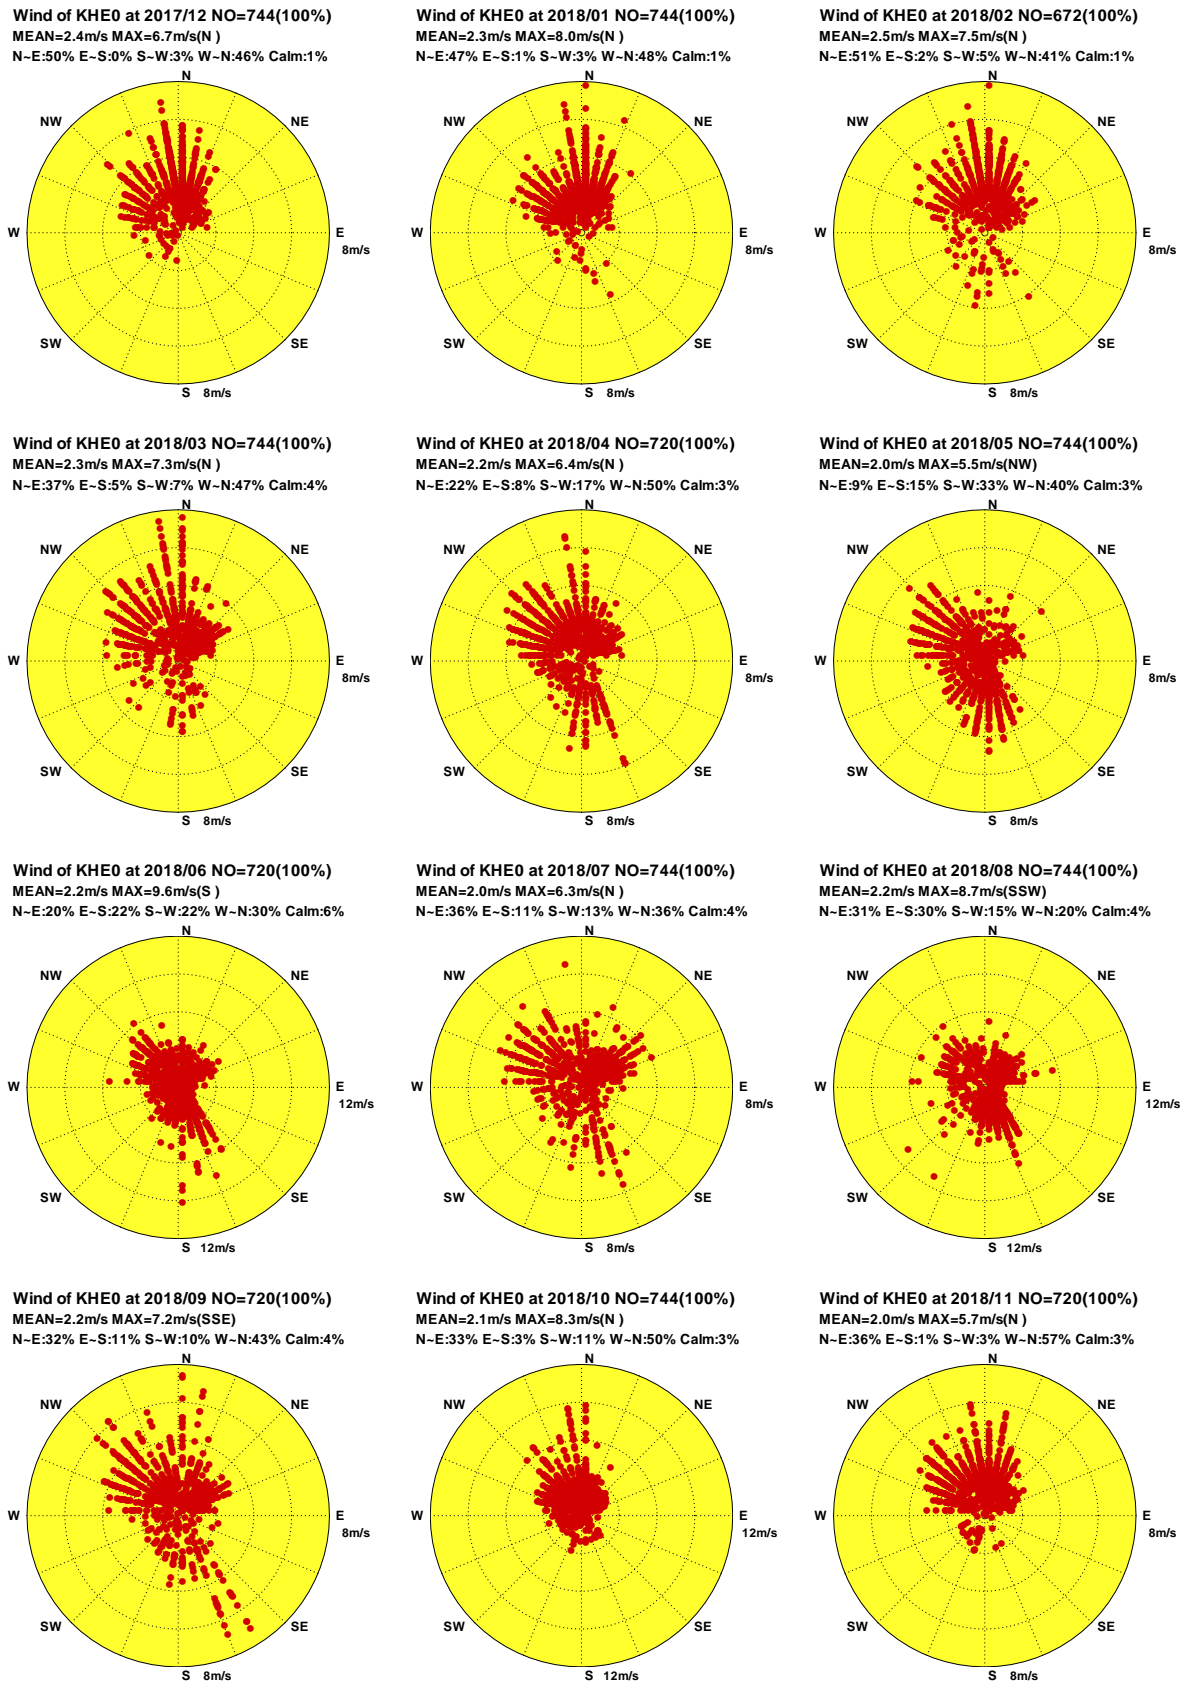 Wind of KHE0 at 2017/12 NO=744(100%)
MEAN=2.4m/s MAX=6.7m/s(N )
N~E:50% E~S:0% S~W:3% W~N:46% Calm:1%
N
NW
NE
W
E
8m/s
SW
SE
S 8m/s
Wind of KHE0 at 2018/01 NO=744(100%)
MEAN=2.3m/s MAX=8.0m/s(N )
N~E:47% E~S:1% S~W:3% W~N:48% Calm:1%
N
NW
NE
W
E
8m/s
SW
SE
S 8m/s
Wind of KHE0 at 2018/02 NO=672(100%)
MEAN=2.5m/s MAX=7.5m/s(N )
N~E:51% E~S:2% S~W:5% W~N:41% Calm:1%
N
NW
NE
W
E
8m/s
SW
SE
S 8m/s
Wind of KHE0 at 2018/03 NO=744(100%)
MEAN=2.3m/s MAX=7.3m/s(N )
N~E:37% E~S:5% S~W:7% W~N:47% Calm:4%
N
NW
NE
W
E
8m/s
SW
SE
S 8m/s
Wind of KHE0 at 2018/04 NO=720(100%)
MEAN=2.2m/s MAX=6.4m/s(N )
N~E:22% E~S:8% S~W:17% W~N:50% Calm:3%
N
NW
NE
W
E
8m/s
SW
SE
S 8m/s
Wind of KHE0 at 2018/05 NO=744(100%)
MEAN=2.0m/s MAX=5.5m/s(NW)
N~E:9% E~S:15% S~W:33% W~N:40% Calm:3%
N
NW
NE
W
E
8m/s
SW
SE
S 8m/s
Wind of KHE0 at 2018/06 NO=720(100%)
MEAN=2.2m/s MAX=9.6m/s(S )
N~E:20% E~S:22% S~W:22% W~N:30% Calm:6%
N
NW
NE
W
E
12m/s
SW
SE
S 12m/s
Wind of KHE0 at 2018/07 NO=744(100%)
MEAN=2.0m/s MAX=6.3m/s(N )
N~E:36% E~S:11% S~W:13% W~N:36% Calm:4%
N
NW
NE
W
E
8m/s
SW
SE
S 8m/s
Wind of KHE0 at 2018/08 NO=744(100%)
MEAN=2.2m/s MAX=8.7m/s(SSW)
N~E:31% E~S:30% S~W:15% W~N:20% Calm:4%
N
NW
NE
W
E
12m/s
SW
SE
S 12m/s
Wind of KHE0 at 2018/09 NO=720(100%)
MEAN=2.2m/s MAX=7.2m/s(SSE)
N~E:32% E~S:11% S~W:10% W~N:43% Calm:4%
N
NW
NE
W
E
8m/s
SW
SE
S 8m/s
Wind of KHE0 at 2018/10 NO=744(100%)
MEAN=2.1m/s MAX=8.3m/s(N )
N~E:33% E~S:3% S~W:11% W~N:50% Calm:3%
N
NW
NE
W
E
12m/s
SW
SE
S 12m/s
Wind of KHE0 at 2018/11 NO=720(100%)
MEAN=2.0m/s MAX=5.7m/s(N )
N~E:36% E~S:1% S~W:3% W~N:57% Calm:3%
N
NW
NE
W
E
8m/s
SW
SE
S 8m/s